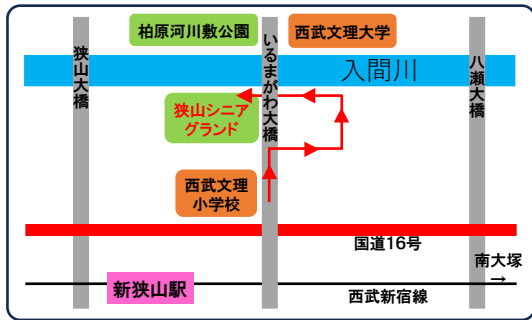 柏原河川敷公園
西武文理大学
狭山大橋
いるまがわ大橋
八瀬大橋
入間川
狭山シニア
グランド
西武文理
小学校
国道16号
南大塚
→
新狭山駅
西武新宿線